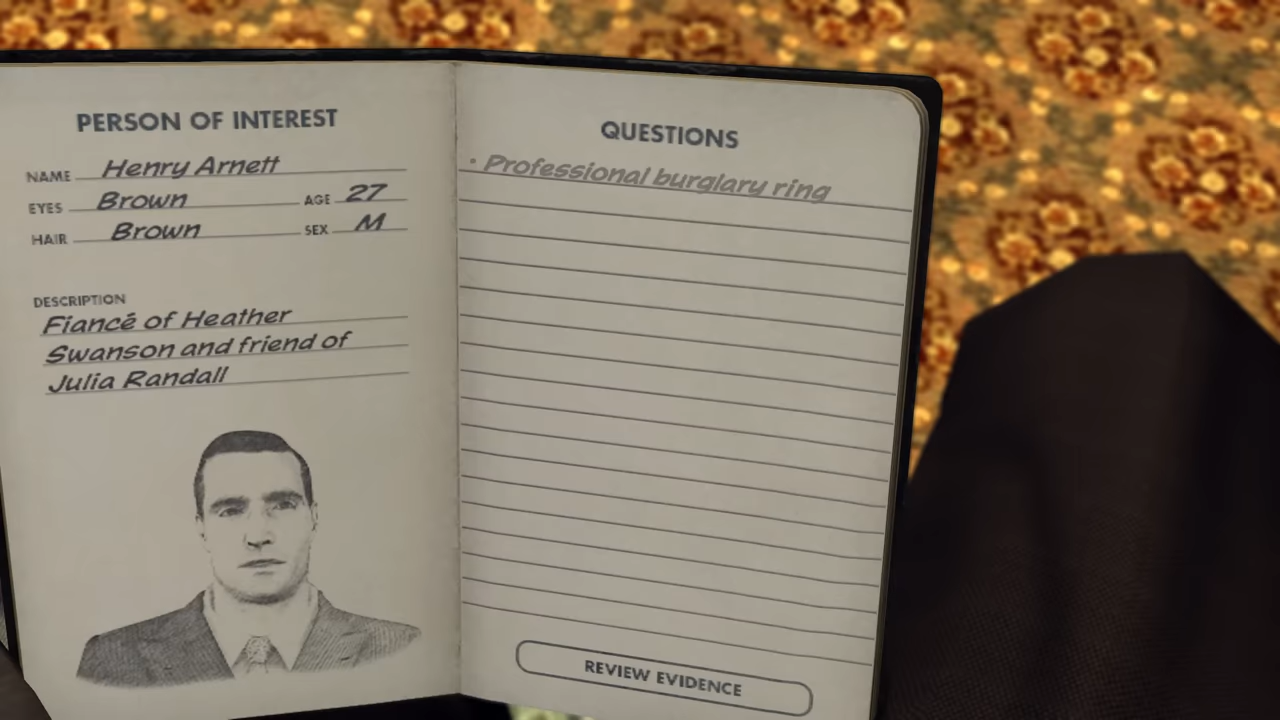 PERSON OF INTEREST
NAME Henry Arnett
EYES Brown AGE 27
HAIR Brown SEX M
DESCRIPTION
Fiancé of Heather
Swanson and friend of
Julia Randall
QUESTIONS
· Professional burglary ring
REVIEW EVIDENCE